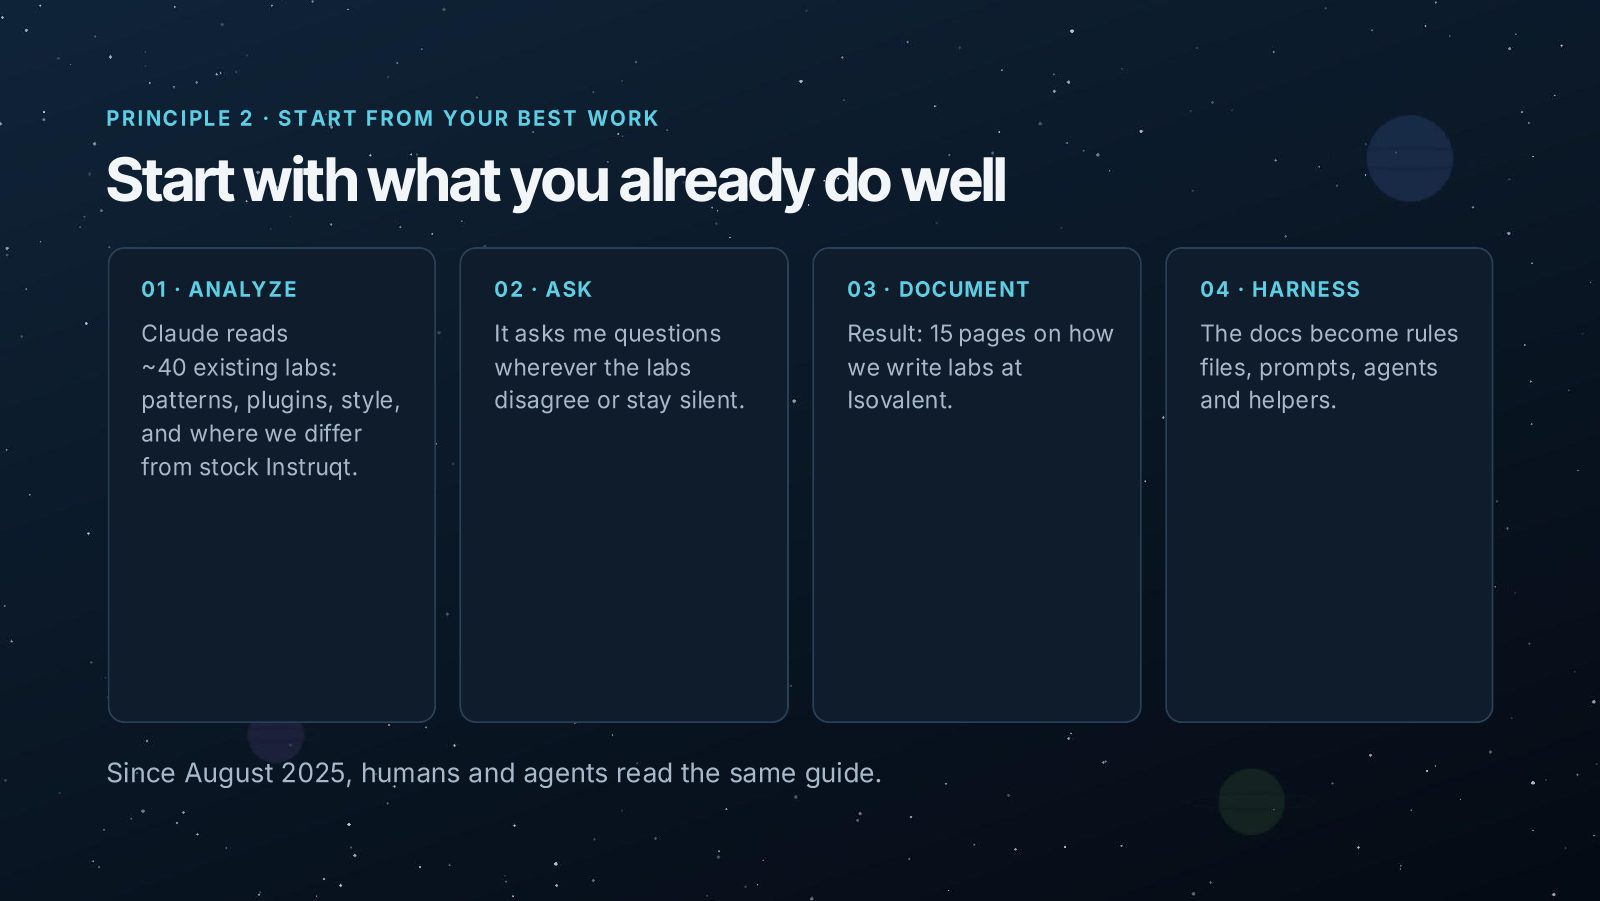 PRINCIPLE 2 · START FROM YOUR BEST WORK
Start with what you already do well
01 · ANALYZE
Claude reads
~40 existing labs:
patterns, plugins, style,
and where we differ
from stock Instruqt.
02 · ASK
It asks me questions
wherever the labs
disagree or stay silent.
03 · DOCUMENT
Result: 15 pages on how
we write labs at
Isovalent.
04 · HARNESS
The docs become rules
files, prompts, agents
and helpers.
Since August 2025, humans and agents read the same guide.